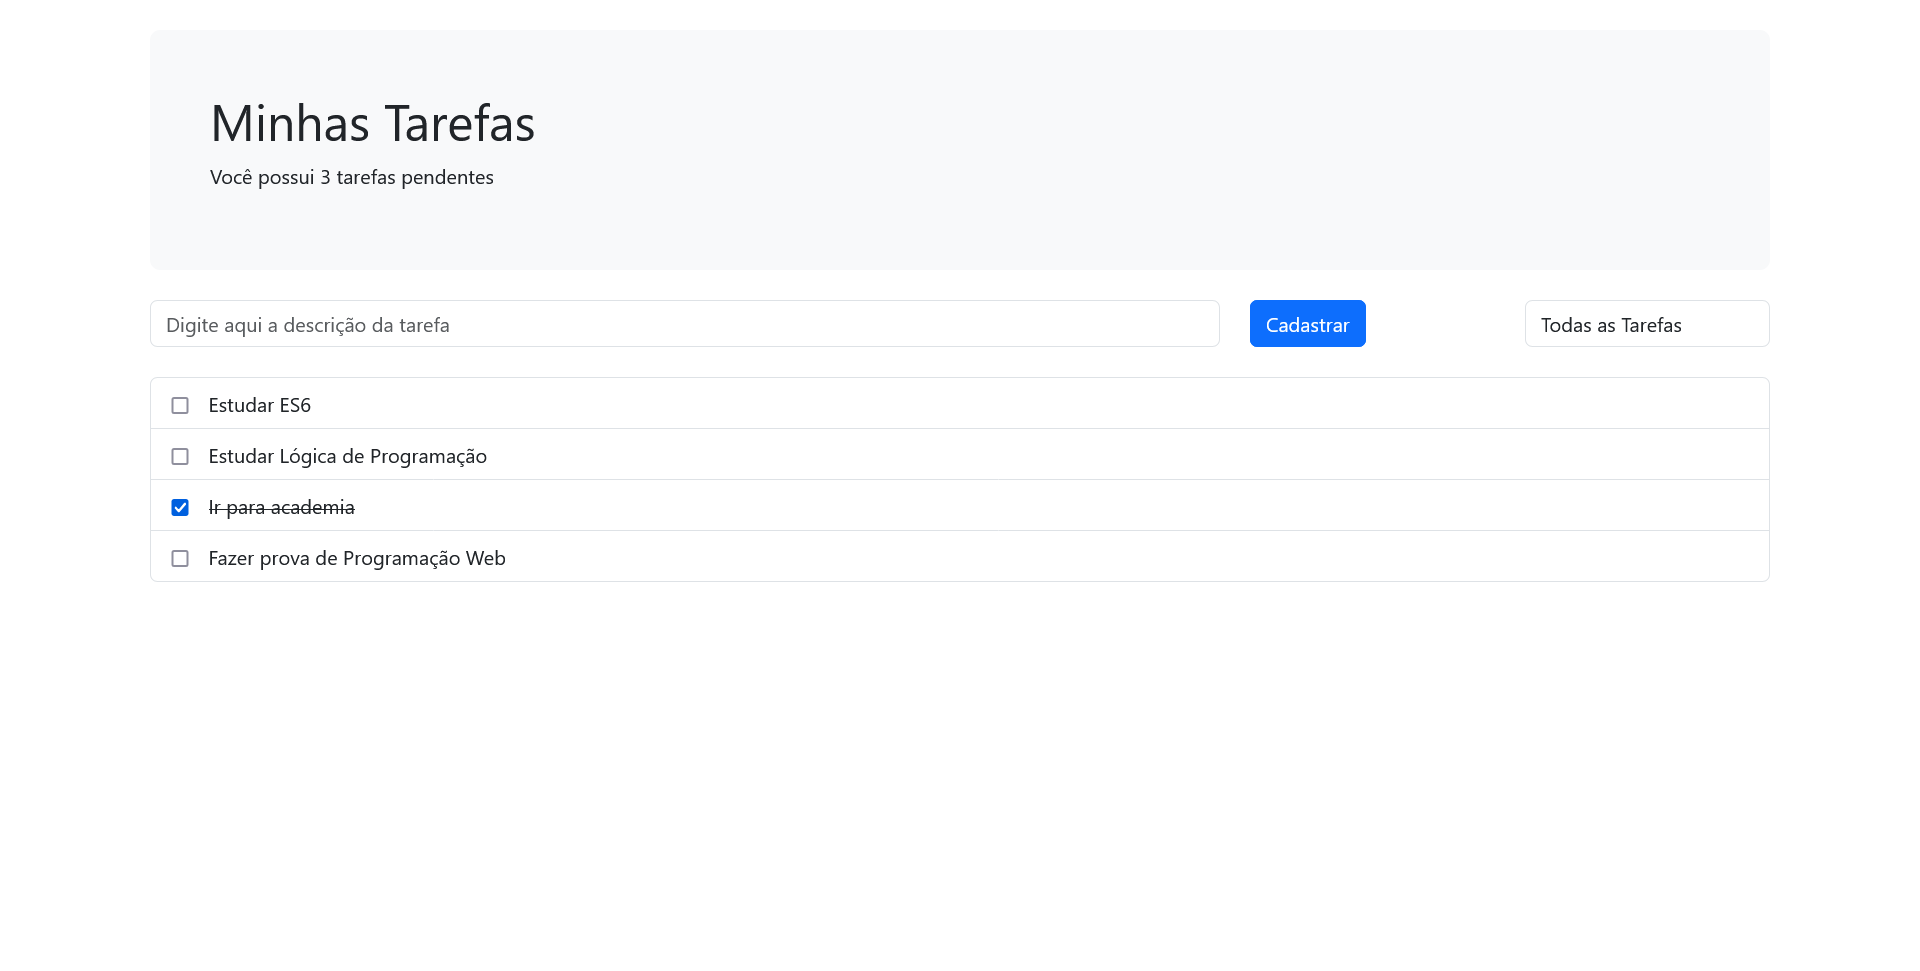 Minhas Tarefas
Você possui 3 tarefas pendentes
Digite aqui a descrição da tarefa
Cadastrar
Todas as Tarefas
Estudar ES6
Estudar Lógica de Programação
Ir para academia
Fazer prova de Programação Web